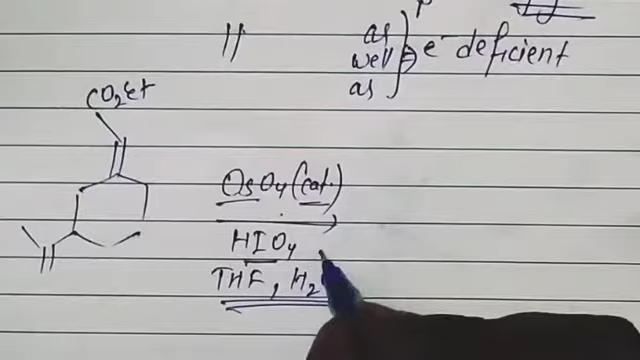 as
well
as
e⁻ deficient
CO2Et
OsO4 (cat.)
HIO4
THF, H2